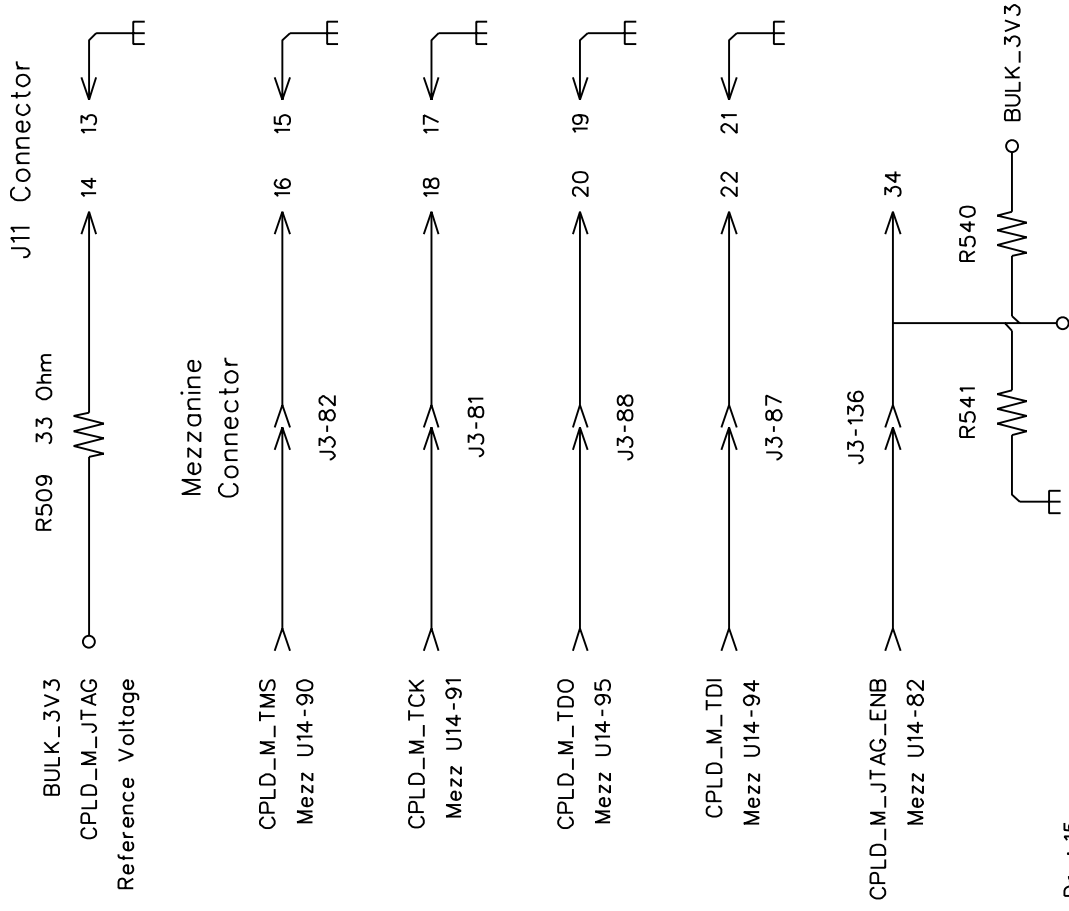 J11 Connector
BULK_3V3
CPLD_M_JTAG
Reference Voltage
R509 33 Ohm
14 13
Mezzanine
Connector
CPLD_M_TMS
Mezz U14-90
J3-82
16 15
CPLD_M_TCK
Mezz U14-91
J3-81
18 17
CPLD_M_TDO
Mezz U14-95
J3-88
20 19
CPLD_M_TDI
Mezz U14-94
J3-87
22 21
CPLD_M_JTAG_ENB
Mezz U14-82
J3-136
34
R541 R540
BULK_3V3